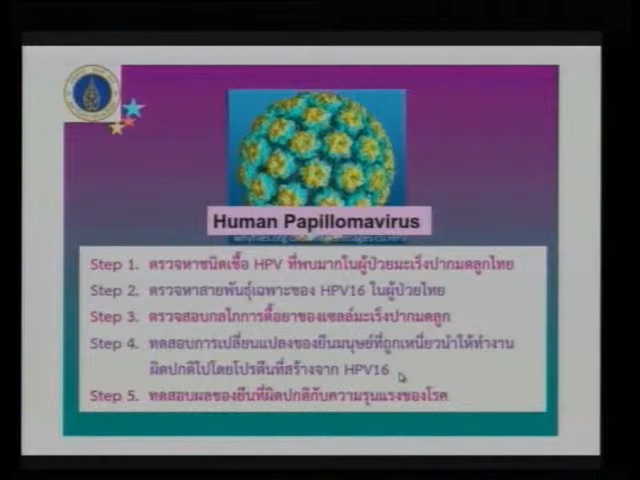 Human Papillomavirus
Step 1. ตรวจหาชนิดเชื้อ HPV ที่พบมากในผู้ป่วยมะเร็งปากมดลูกไทย
Step 2. ตรวจหาสายพันธุ์เฉพาะของ HPV16 ในผู้ป่วยไทย
Step 3. ตรวจสอบกลไกการดื้อยาของเซลล์มะเร็งปากมดลูก
Step 4. ทดสอบการเปลี่ยนแปลงของยีนมนุษย์ที่ถูกเหนี่ยวนำให้ทำงาน
ผิดปกติไปโดยโปรตีนที่สร้างจาก HPV16
Step 5. ทดสอบผลของยีนที่ผิดปกติกับความรุนแรงของโรค